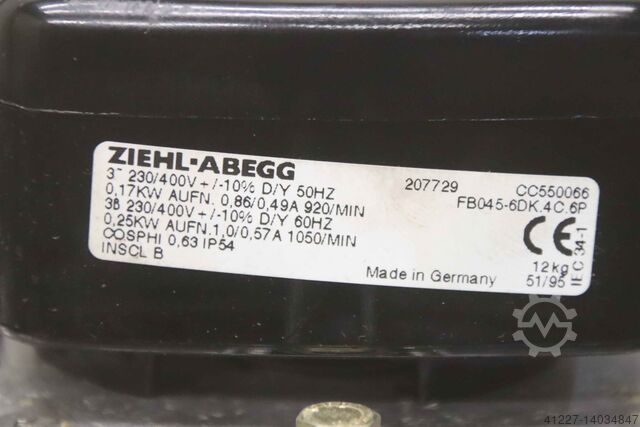 ZIEHL-ABEGG
3~ 230/400V +/-10% D/Y 50HZ
0,17KW AUFN. 0,86/0,49A 920/MIN
3ß 230/400V +/-10% D/Y 60HZ
0,25KW AUFN.1,0/0,57A 1050/MIN
COSPHI 0,63 IP54
INSCL B
207729 CC550066
FB045-6DK.4C.6P
CE
IEC 34-1
12kg
Made in Germany 51/95
41227-14034847